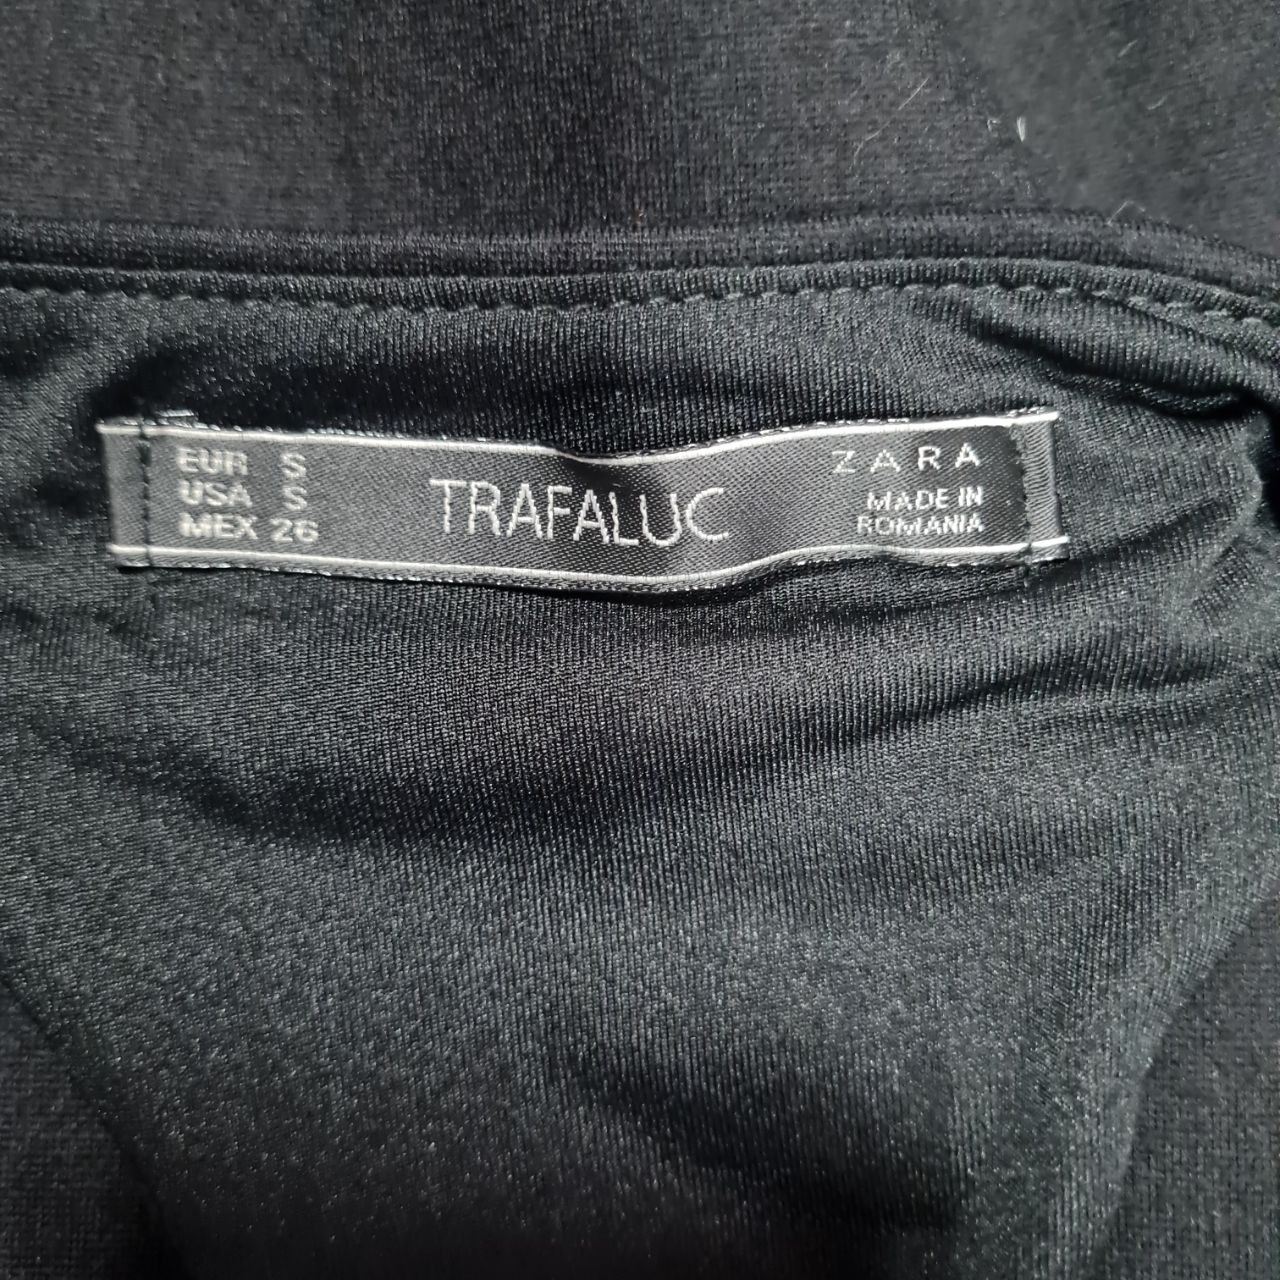 EUR S
USA S
MEX 26
TRAFALUC
ZARA
MADE IN
ROMANIA